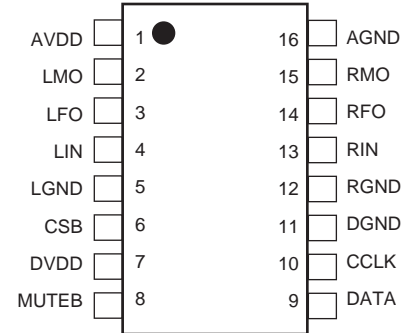 AVDD 1 16 AGND
LMO 2 15 RMO
LFO 3 14 RFO
LIN 4 13 RIN
LGND 5 12 RGND
CSB 6 11 DGND
DVDD 7 10 CCLK
MUTEB 8 9 DATA